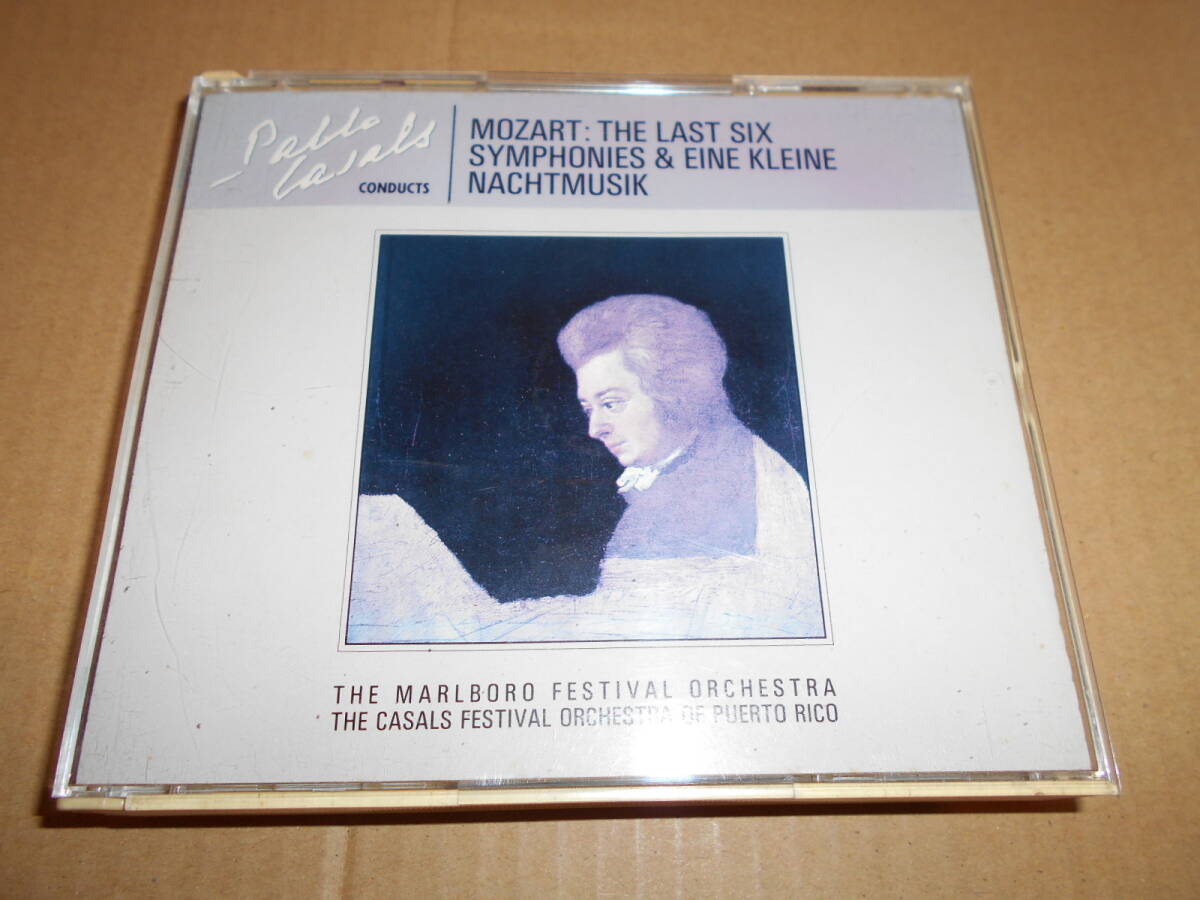 Pablo
Casals
CONDUCTS
MOZART: THE LAST SIX
SYMPHONIES & EINE KLEINE
NACHTMUSIK
THE MARLBORO FESTIVAL ORCHESTRA
THE CASALS FESTIVAL ORCHESTRA OF PUERTO RICO